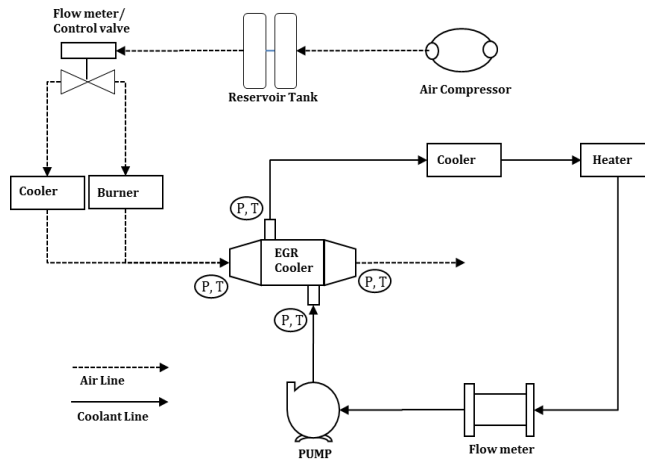 Flow meter/
Control valve
Reservoir Tank
Air Compressor
Cooler
Heater
Cooler
Burner
P, T
EGR
Cooler
P, T
P, T
P, T
Air Line
Coolant Line
PUMP
Flow meter